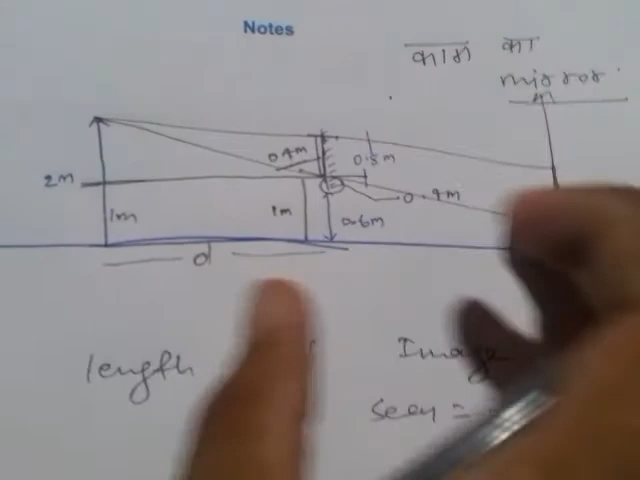 Notes
काम का
mirror
0.4m
0.5m
2m
0.4m
1m
1m
0.6m
d
length
Image
seen =